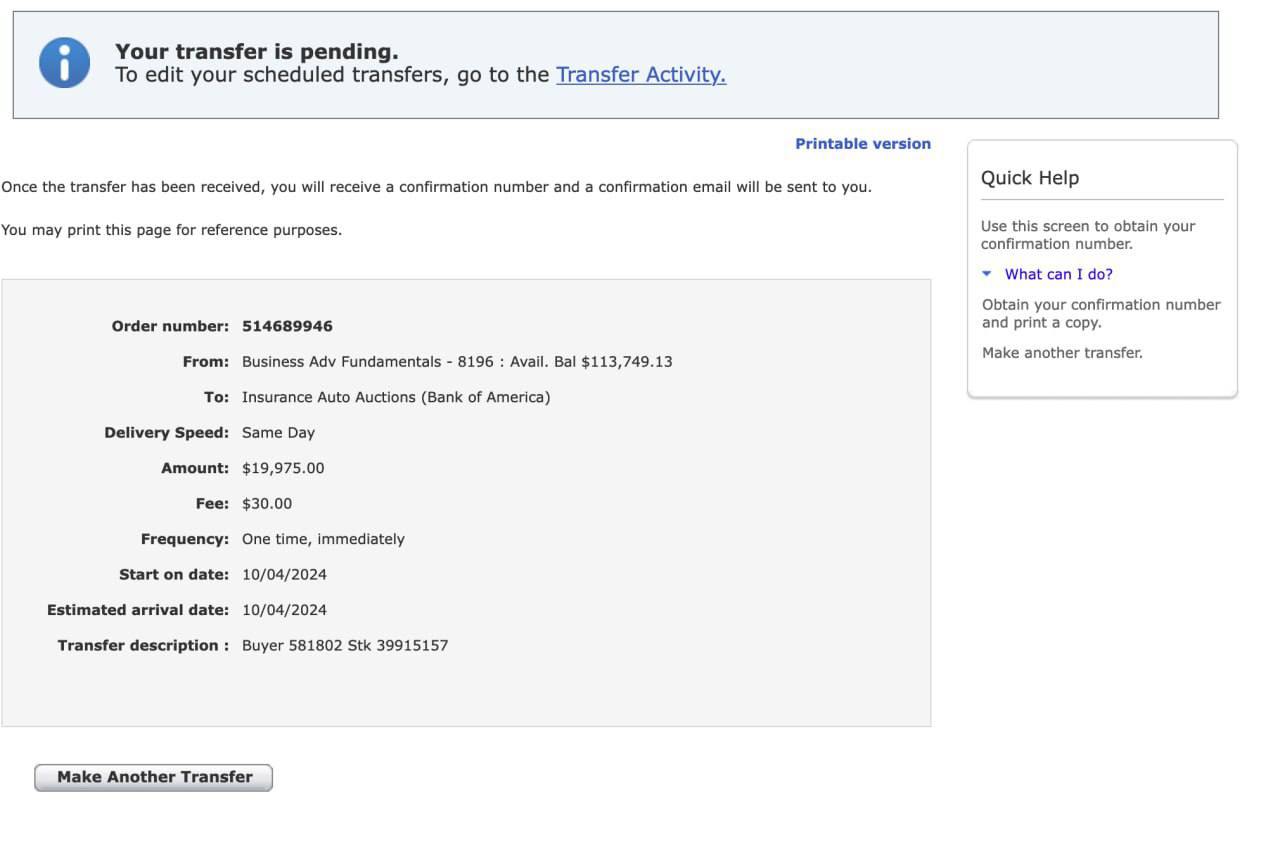 Your transfer is pending.
To edit your scheduled transfers, go to the Transfer Activity.
Printable version
Once the transfer has been received, you will receive a confirmation number and a confirmation email will be sent to you.
You may print this page for reference purposes.
Order number: 514689946
From: Business Adv Fundamentals - 8196 : Avail. Bal $113,749.13
To: Insurance Auto Auctions (Bank of America)
Delivery Speed: Same Day
Amount: $19,975.00
Fee: $30.00
Frequency: One time, immediately
Start on date: 10/04/2024
Estimated arrival date: 10/04/2024
Transfer description : Buyer 581802 Stk 39915157
Make Another Transfer
Quick Help
Use this screen to obtain your
confirmation number.
What can I do?
Obtain your confirmation number
and print a copy.
Make another transfer.